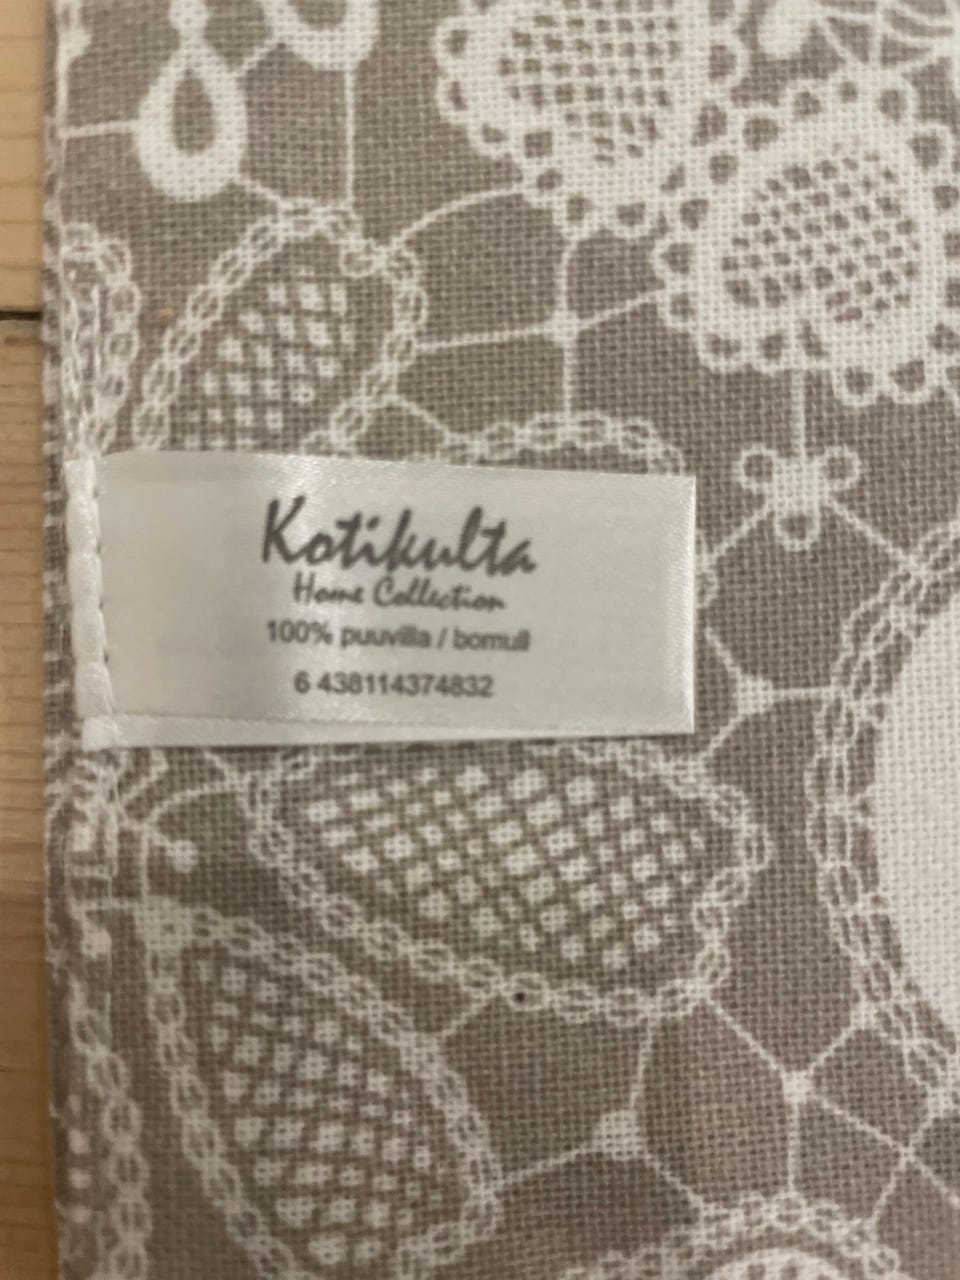 Kotikulta
Home Collection
100% puuvilla / bomull
6 438114374832